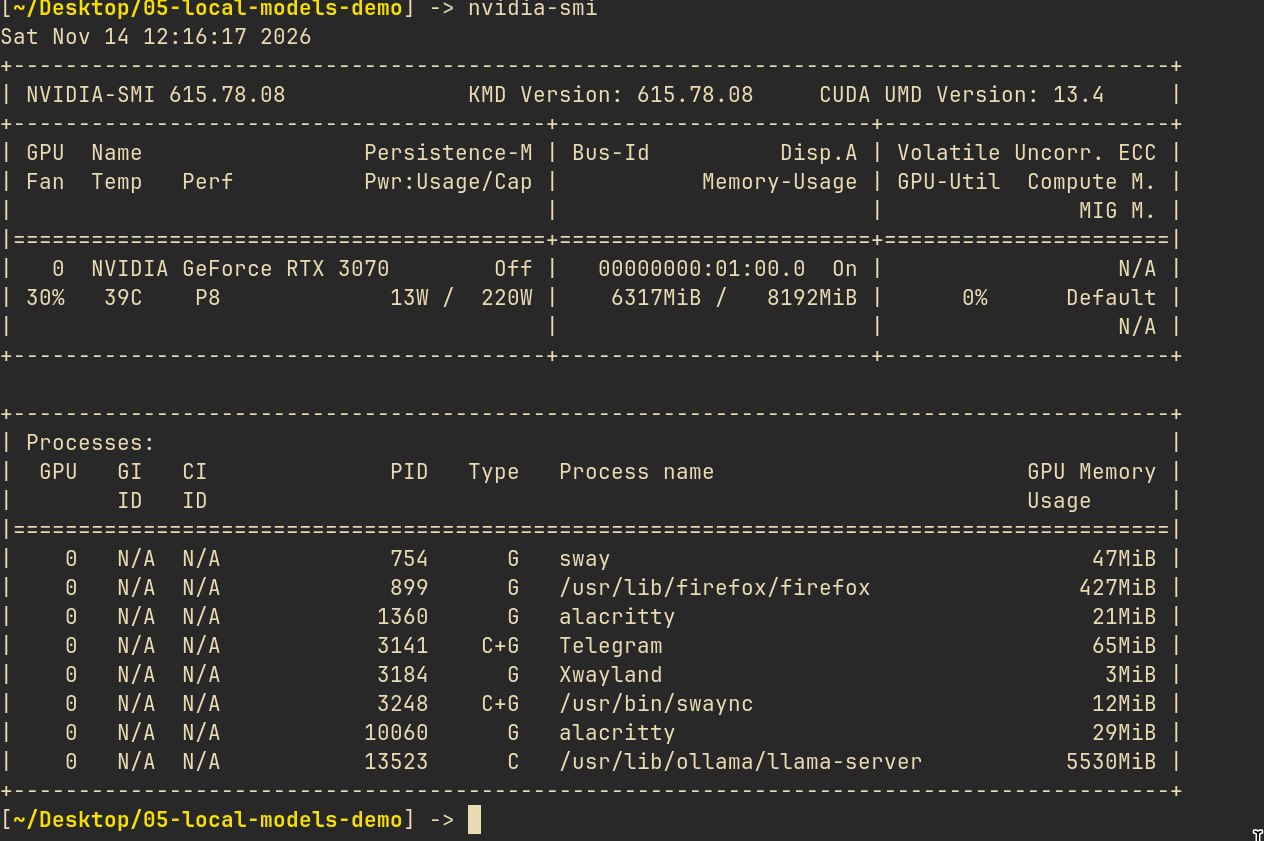 [~/Desktop/05-local-models-demo] -> nvidia-smi
Sat Nov 14 12:16:17 2026
+-----------------------------------------------------------------------------------------+
| NVIDIA-SMI 615.78.08              KMD Version: 615.78.08     CUDA UMD Version: 13.4     |
+-----------------------------------------+------------------------+----------------------+
| GPU  Name                 Persistence-M | Bus-Id          Disp.A | Volatile Uncorr. ECC |
| Fan  Temp   Perf          Pwr:Usage/Cap |           Memory-Usage | GPU-Util  Compute M. |
|                                         |                        |               MIG M. |
|=========================================+========================+======================|
|   0  NVIDIA GeForce RTX 3070        Off |   00000000:01:00.0  On |                  N/A |
| 30%   39C    P8             13W /  220W |    6317MiB /   8192MiB |      0%      Default |
|                                         |                        |                  N/A |
+-----------------------------------------+------------------------+----------------------+

+-----------------------------------------------------------------------------------------+
| Processes:                                                                              |
|  GPU   GI   CI              PID   Type   Process name                        GPU Memory |
|        ID   ID                                                               Usage      |
|=========================================================================================|
|    0   N/A  N/A             754      G   sway                                     47MiB |
|    0   N/A  N/A             899      G   /usr/lib/firefox/firefox                427MiB |
|    0   N/A  N/A            1360      G   alacritty                                21MiB |
|    0   N/A  N/A            3141    C+G   Telegram                                 65MiB |
|    0   N/A  N/A            3184      G   Xwayland                                  3MiB |
|    0   N/A  N/A            3248    C+G   /usr/bin/swaync                          12MiB |
|    0   N/A  N/A           10060      G   alacritty                                29MiB |
|    0   N/A  N/A           13523      C   /usr/lib/ollama/llama-server           5530MiB |
+-----------------------------------------------------------------------------------------+
[~/Desktop/05-local-models-demo] ->